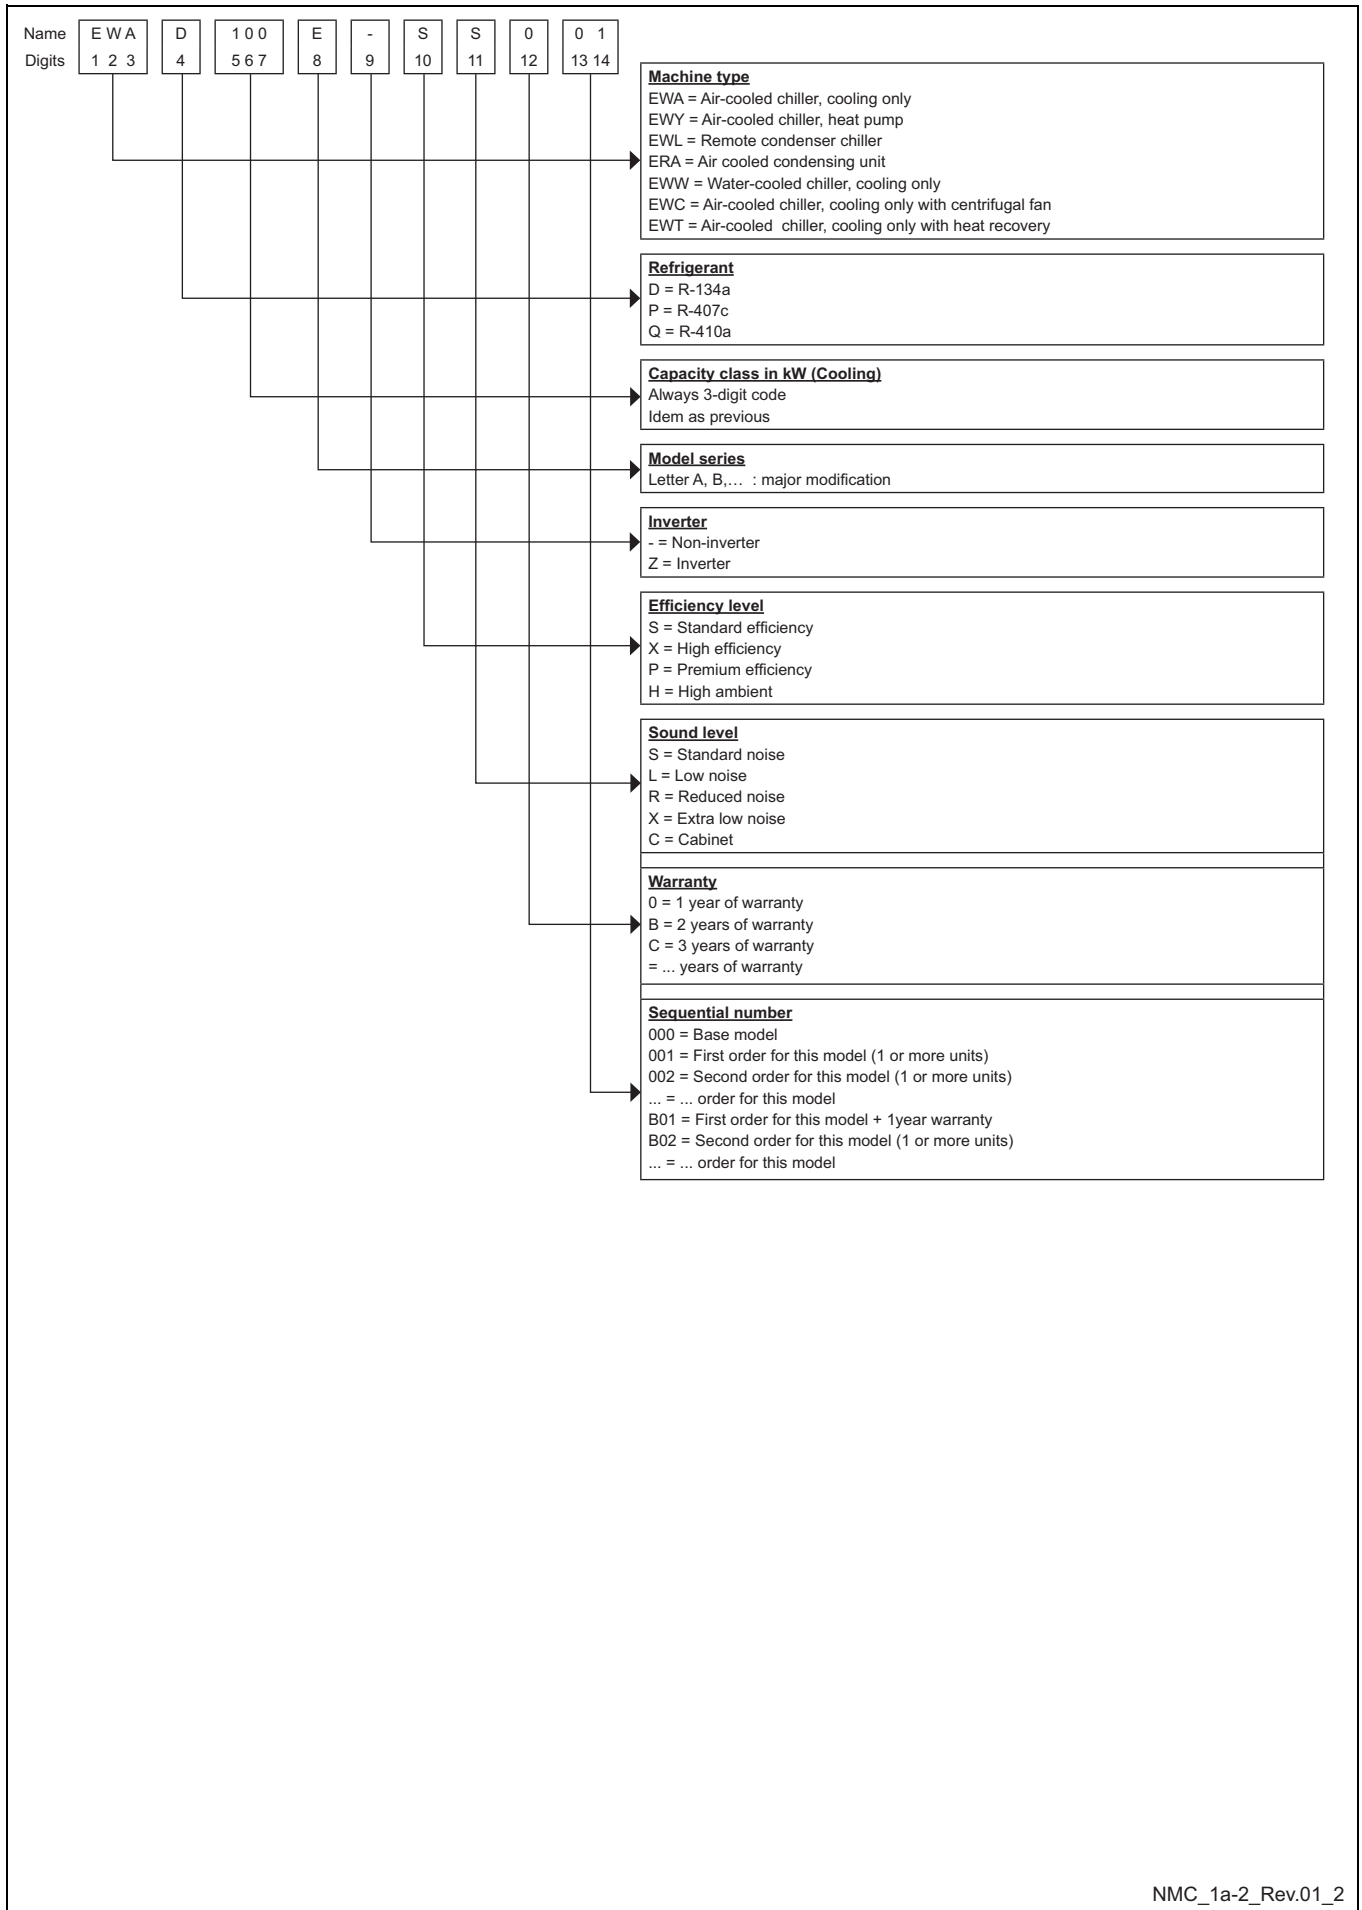 Name E W A D 1 0 0 E - S S 0 0 1
Digits 1 2 3 4 5 6 7 8 9 10 11 12 13 14
Machine type
EWA = Air-cooled chiller, cooling only
EWY = Air-cooled chiller, heat pump
EWL = Remote condenser chiller
ERA = Air cooled condensing unit
EWW = Water-cooled chiller, cooling only
EWC = Air-cooled chiller, cooling only with centrifugal fan
EWT = Air-cooled chiller, cooling only with heat recovery
Refrigerant
D = R-134a
P = R-407c
Q = R-410a
Capacity class in kW (Cooling)
Always 3-digit code
Idem as previous
Model series
Letter A, B,… : major modification
Inverter
- = Non-inverter
Z = Inverter
Efficiency level
S = Standard efficiency
X = High efficiency
P = Premium efficiency
H = High ambient
Sound level
S = Standard noise
L = Low noise
R = Reduced noise
X = Extra low noise
C = Cabinet
Warranty
0 = 1 year of warranty
B = 2 years of warranty
C = 3 years of warranty
= ... years of warranty
Sequential number
000 = Base model
001 = First order for this model (1 or more units)
002 = Second order for this model (1 or more units)
... = ... order for this model
B01 = First order for this model + 1year warranty
B02 = Second order for this model (1 or more units)
... = ... order for this model
NMC_1a-2_Rev.01_2